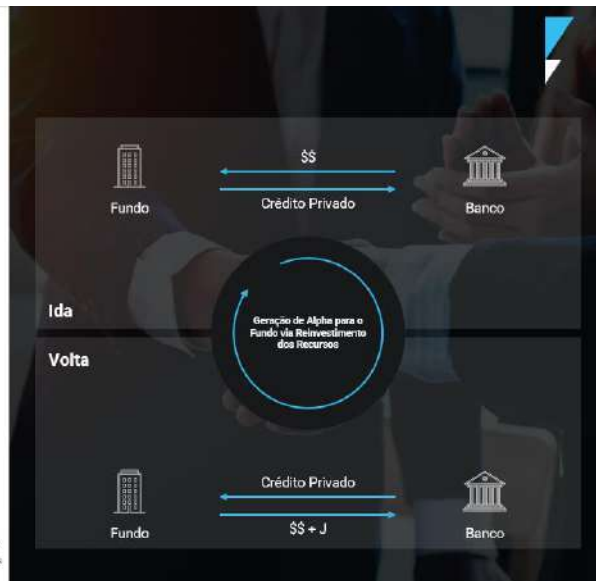 $$
Crédito Privado
Fundo
Banco
Ida
Geração de Alpha para o
Fundo via Reinvestimento
dos Recursos
Volta
Crédito Privado
$$ + J
Fundo
Banco